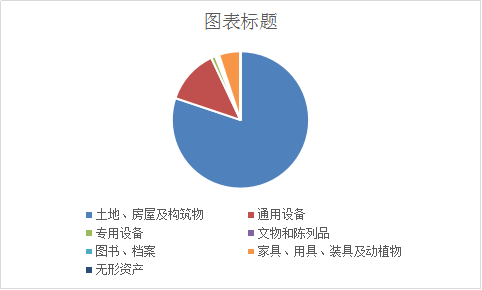 图表标题
土地、房屋及构筑物 通用设备
专用设备 文物和陈列品
图书、档案 家具、用具、装具及动植物
无形资产